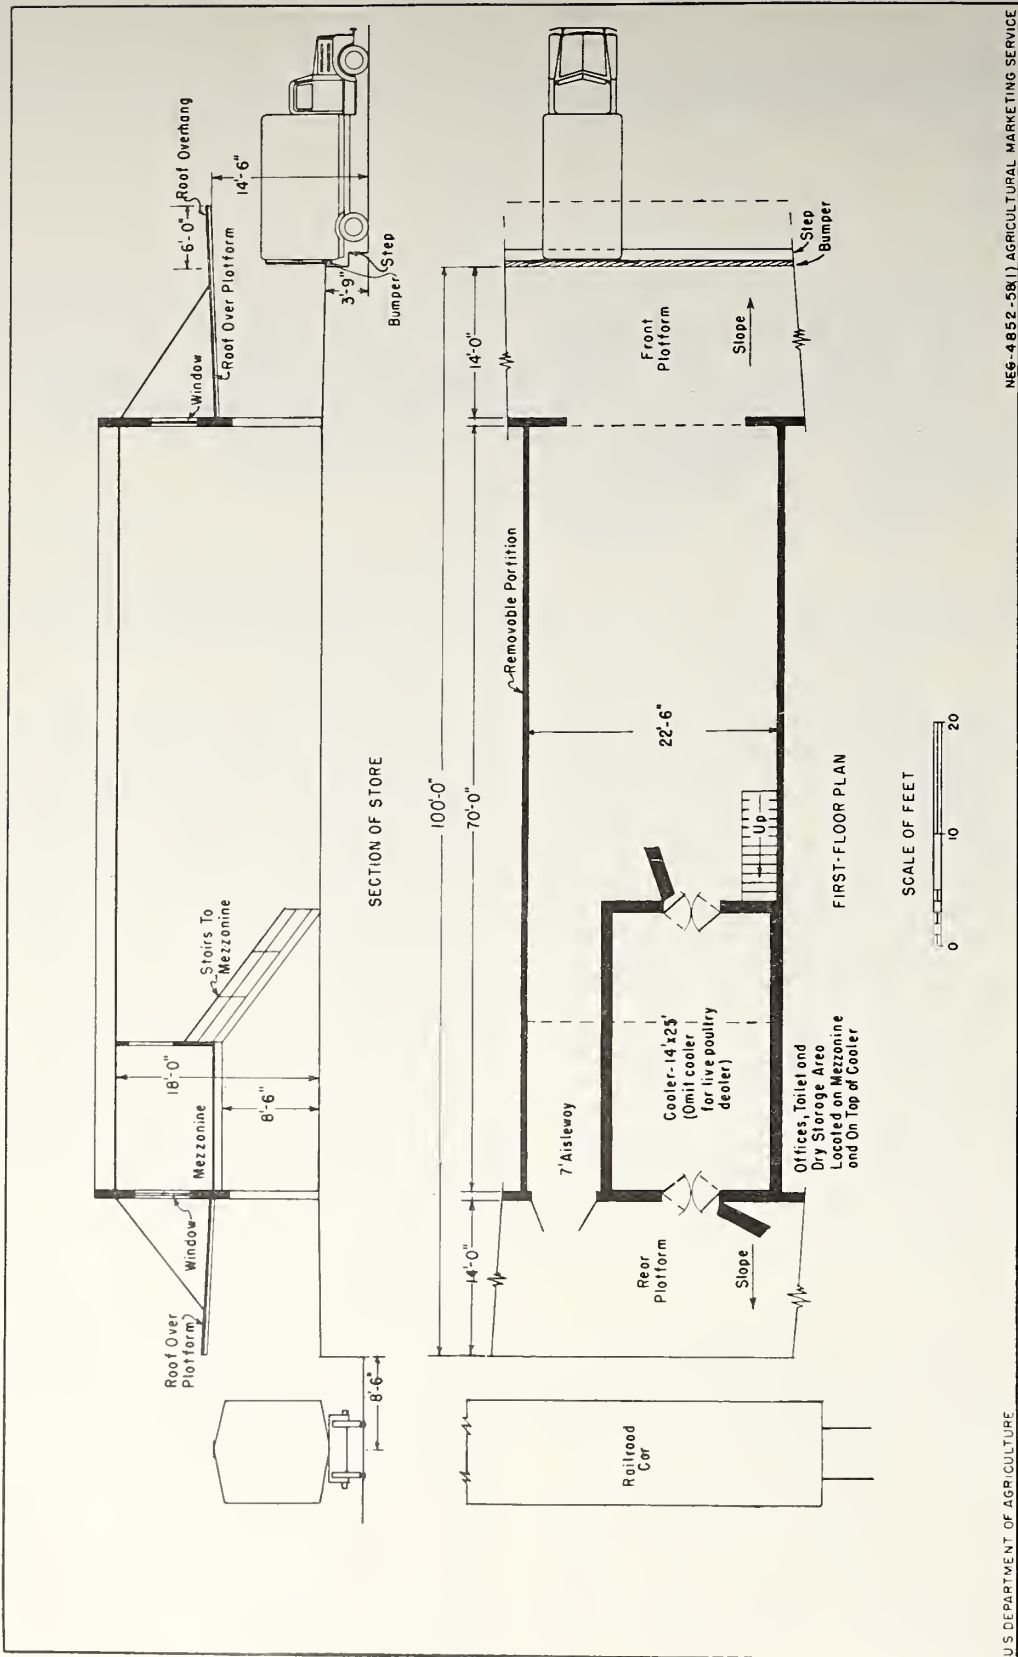 Roof Over
Platform
Window
Mezzanine
18'-0"
8'-6"
Stairs To
Mezzanine
Window
Roof Over Platform
6'-0"
Roof Overhang
14'-6"
3'-9"
Step
Bumper
8'-6"
SECTION OF STORE
100'-0"
14'-0"
70'-0"
14'-0"
Railroad
Car
Rear
Platform
Slope
7' Aisleway
Cooler-14'x25'
(Omit cooler
for live poultry
dealer)
Removable Partition
22'-6"
Up
Front
Platform
Slope
Step
Bumper
Offices, Toilet and
Dry Storage Area
Located on Mezzanine
and On Top of Cooler
FIRST-FLOOR PLAN
SCALE OF FEET
0 10 20
U S DEPARTMENT OF AGRICULTURE
NEG-4852-58(1) AGRICULTURAL MARKETING SERVICE